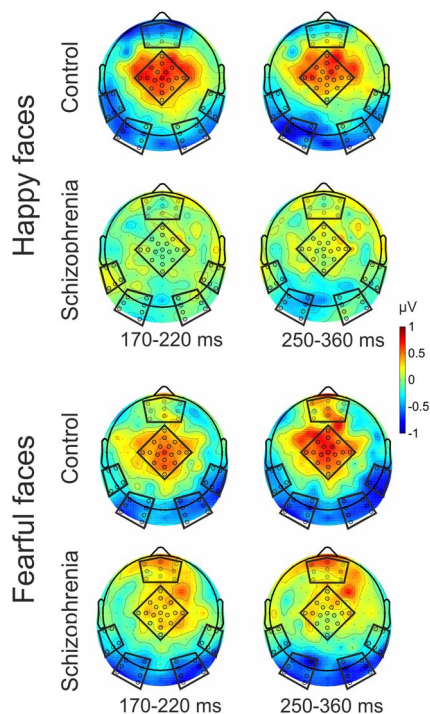 Happy faces
Control
Schizophrenia
170-220 ms
250-360 ms
µV
1
0.5
0
-0.5
-1
Fearful faces
Control
Schizophrenia
170-220 ms
250-360 ms